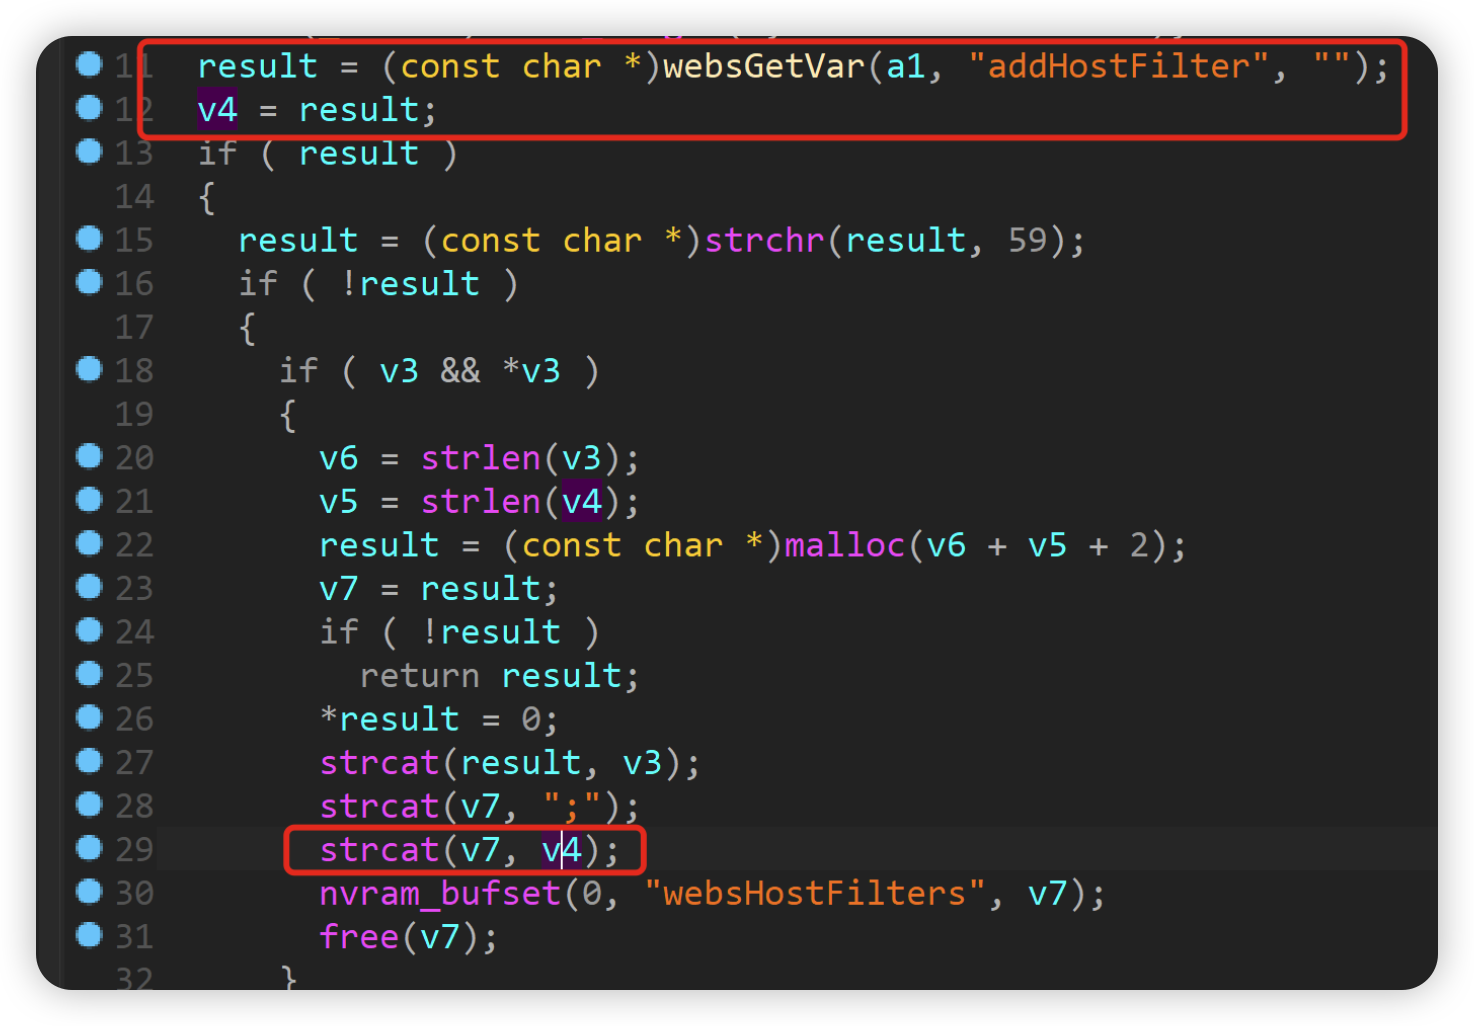 11 result = (const char *)websGetVar(a1, "addHostFilter", "");
12 v4 = result;
13 if ( result )
14 {
15 result = (const char *)strchr(result, 59);
16 if ( !result )
17 {
18 if ( v3 && *v3 )
19 {
20 v6 = strlen(v3);
21 v5 = strlen(v4);
22 result = (const char *)malloc(v6 + v5 + 2);
23 v7 = result;
24 if ( !result )
25 return result;
26 *result = 0;
27 strcat(result, v3);
28 strcat(v7, ";");
29 strcat(v7, v4);
30 nvram_bufset(0, "websHostFilters", v7);
31 free(v7);
32 }